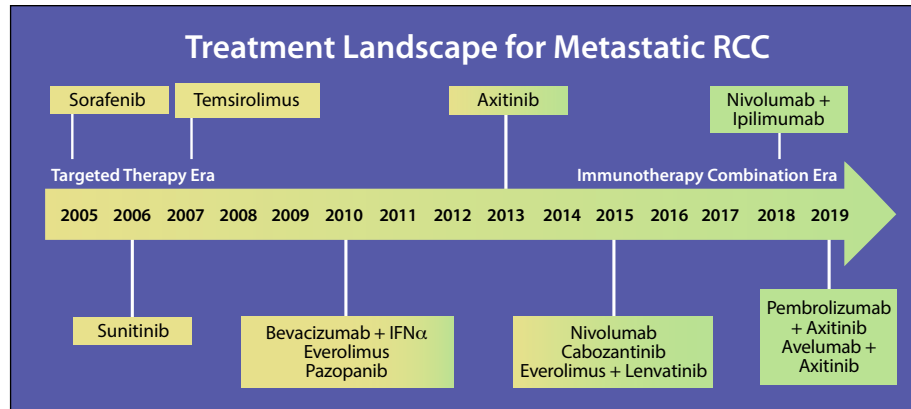 Treatment Landscape for Metastatic RCC
Sorafenib
Temsirolimus
Axitinib
Nivolumab +
Ipilimumab
Targeted Therapy Era
Immunotherapy Combination Era
2005 2006 2007 2008 2009 2010 2011 2012 2013 2014 2015 2016 2017 2018 2019
Sunitinib
Bevacizumab + IFNα
Everolimus
Pazopanib
Nivolumab
Cabozantinib
Everolimus + Lenvatinib
Pembrolizumab
+ Axitinib
Avelumab +
Axitinib